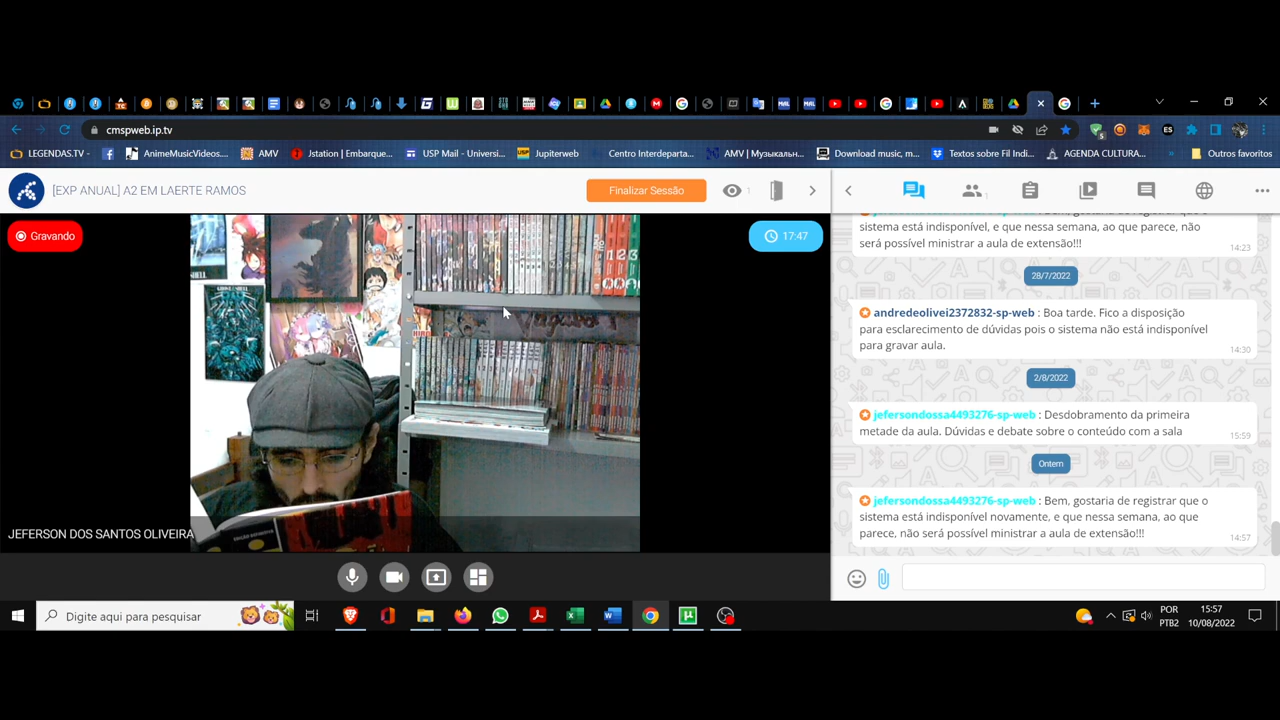 cmspweb.ip.tv
LEGENDAS.TV -
AnimeMusicVideos....
AMV
Jstation | Embarque...
USP Mail - Universi...
Jupiterweb
Centro Interdeparta...
AMV | Музыкальн...
Download music, m...
Textos sobre Fil Indi...
AGENDA CULTURA...
»
Outros favoritos
[EXP ANUAL] A2 EM LAERTE RAMOS
Finalizar Sessão
1
1
Gravando
17:47
JEFERSON DOS SANTOS OLIVEIRA
sistema está indisponível, e que nessa semana, ao que parece, não
será possível ministrar a aula de extensão!!!
14:23
28/7/2022
andredeolivei2372832-sp-web : Boa tarde. Fico a disposição
para esclarecimento de dúvidas pois o sistema não está indisponível
para gravar aula.
14:30
2/8/2022
jefersondossa4493276-sp-web : Desdobramento da primeira
metade da aula. Dúvidas e debate sobre o conteúdo com a sala
15:59
Ontem
jefersondossa4493276-sp-web : Bem, gostaria de registrar que o
sistema está indisponível novamente, e que nessa semana, ao que
parece, não será possível ministrar a aula de extensão!!!
14:57
Digite aqui para pesquisar
POR
PTB2
15:57
10/08/2022